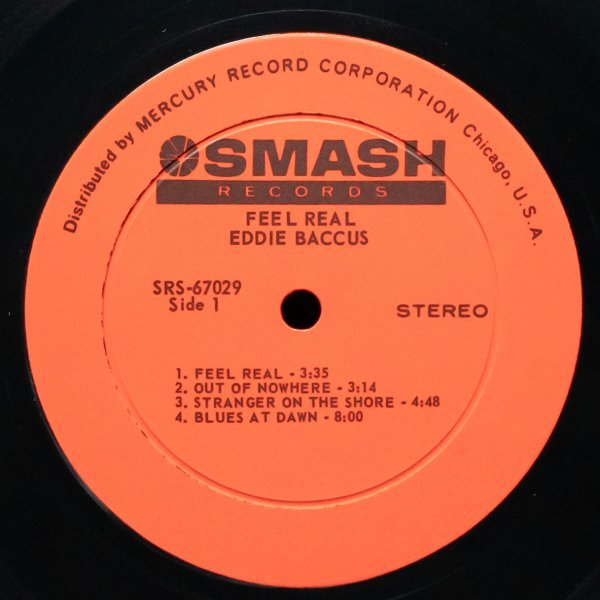 Distributed by MERCURY RECORD CORPORATION Chicago, U.S.A.
SMASH
RECORDS
FEEL REAL
EDDIE BACCUS
SRS-67029
Side 1
STEREO
1. FEEL REAL - 3:35
2. OUT OF NOWHERE - 3:14
3. STRANGER ON THE SHORE - 4:48
4. BLUES AT DAWN - 8:00